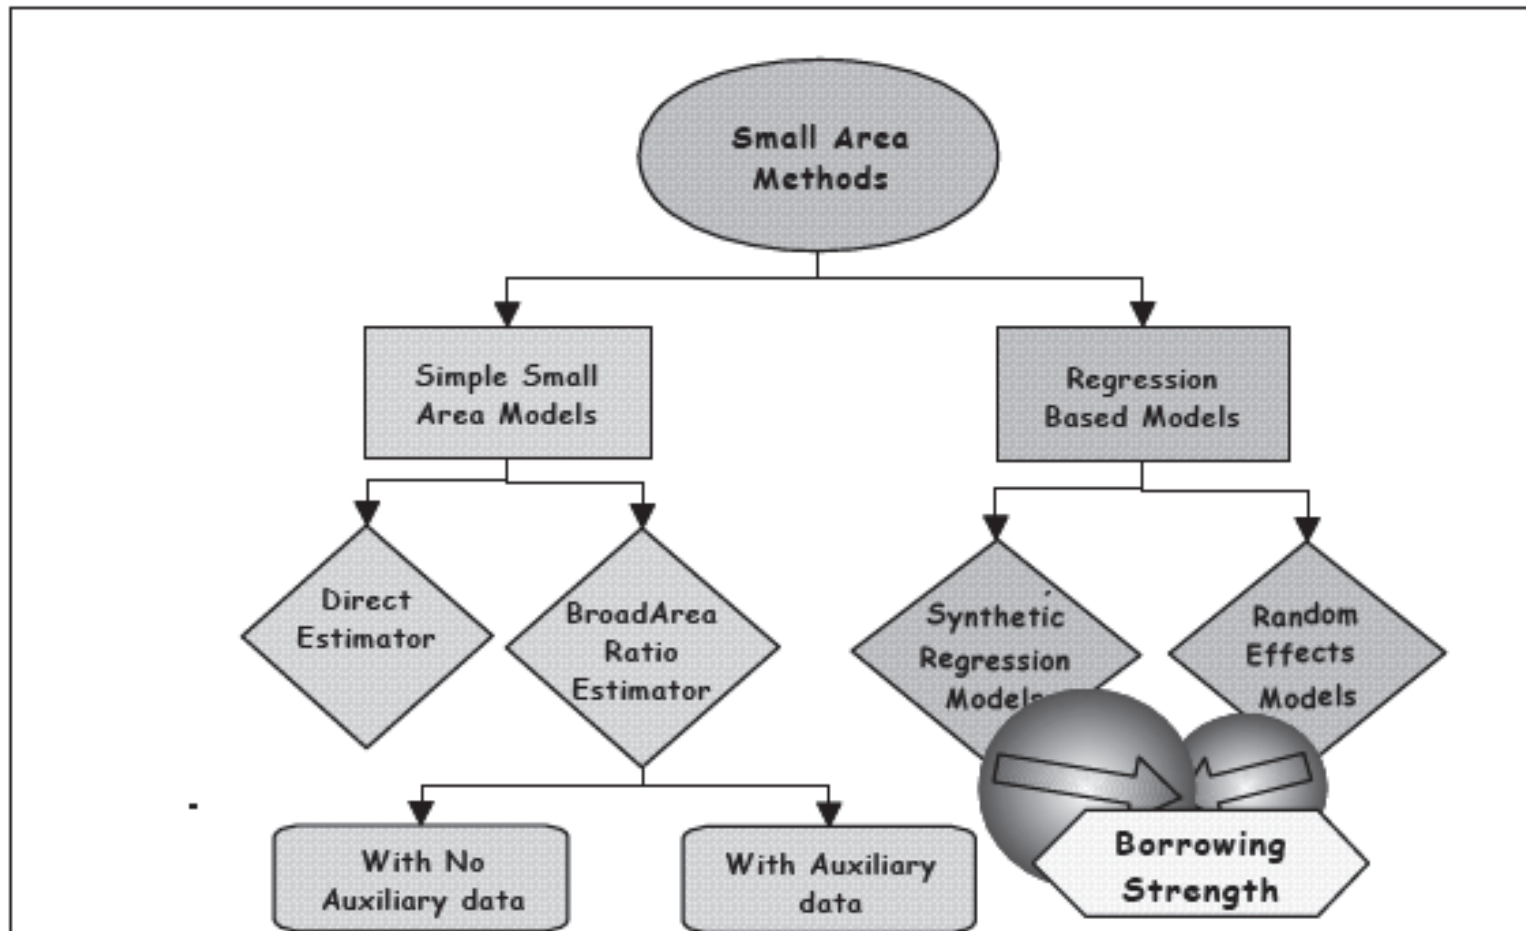 Small Area
Methods
Simple Small
Area Models
Regression
Based Models
Direct
Estimator
BroadArea
Ratio
Estimator
Synthetic
Regression
Models
Random
Effects
Models
With No
Auxiliary data
With Auxiliary
data
Borrowing
Strength